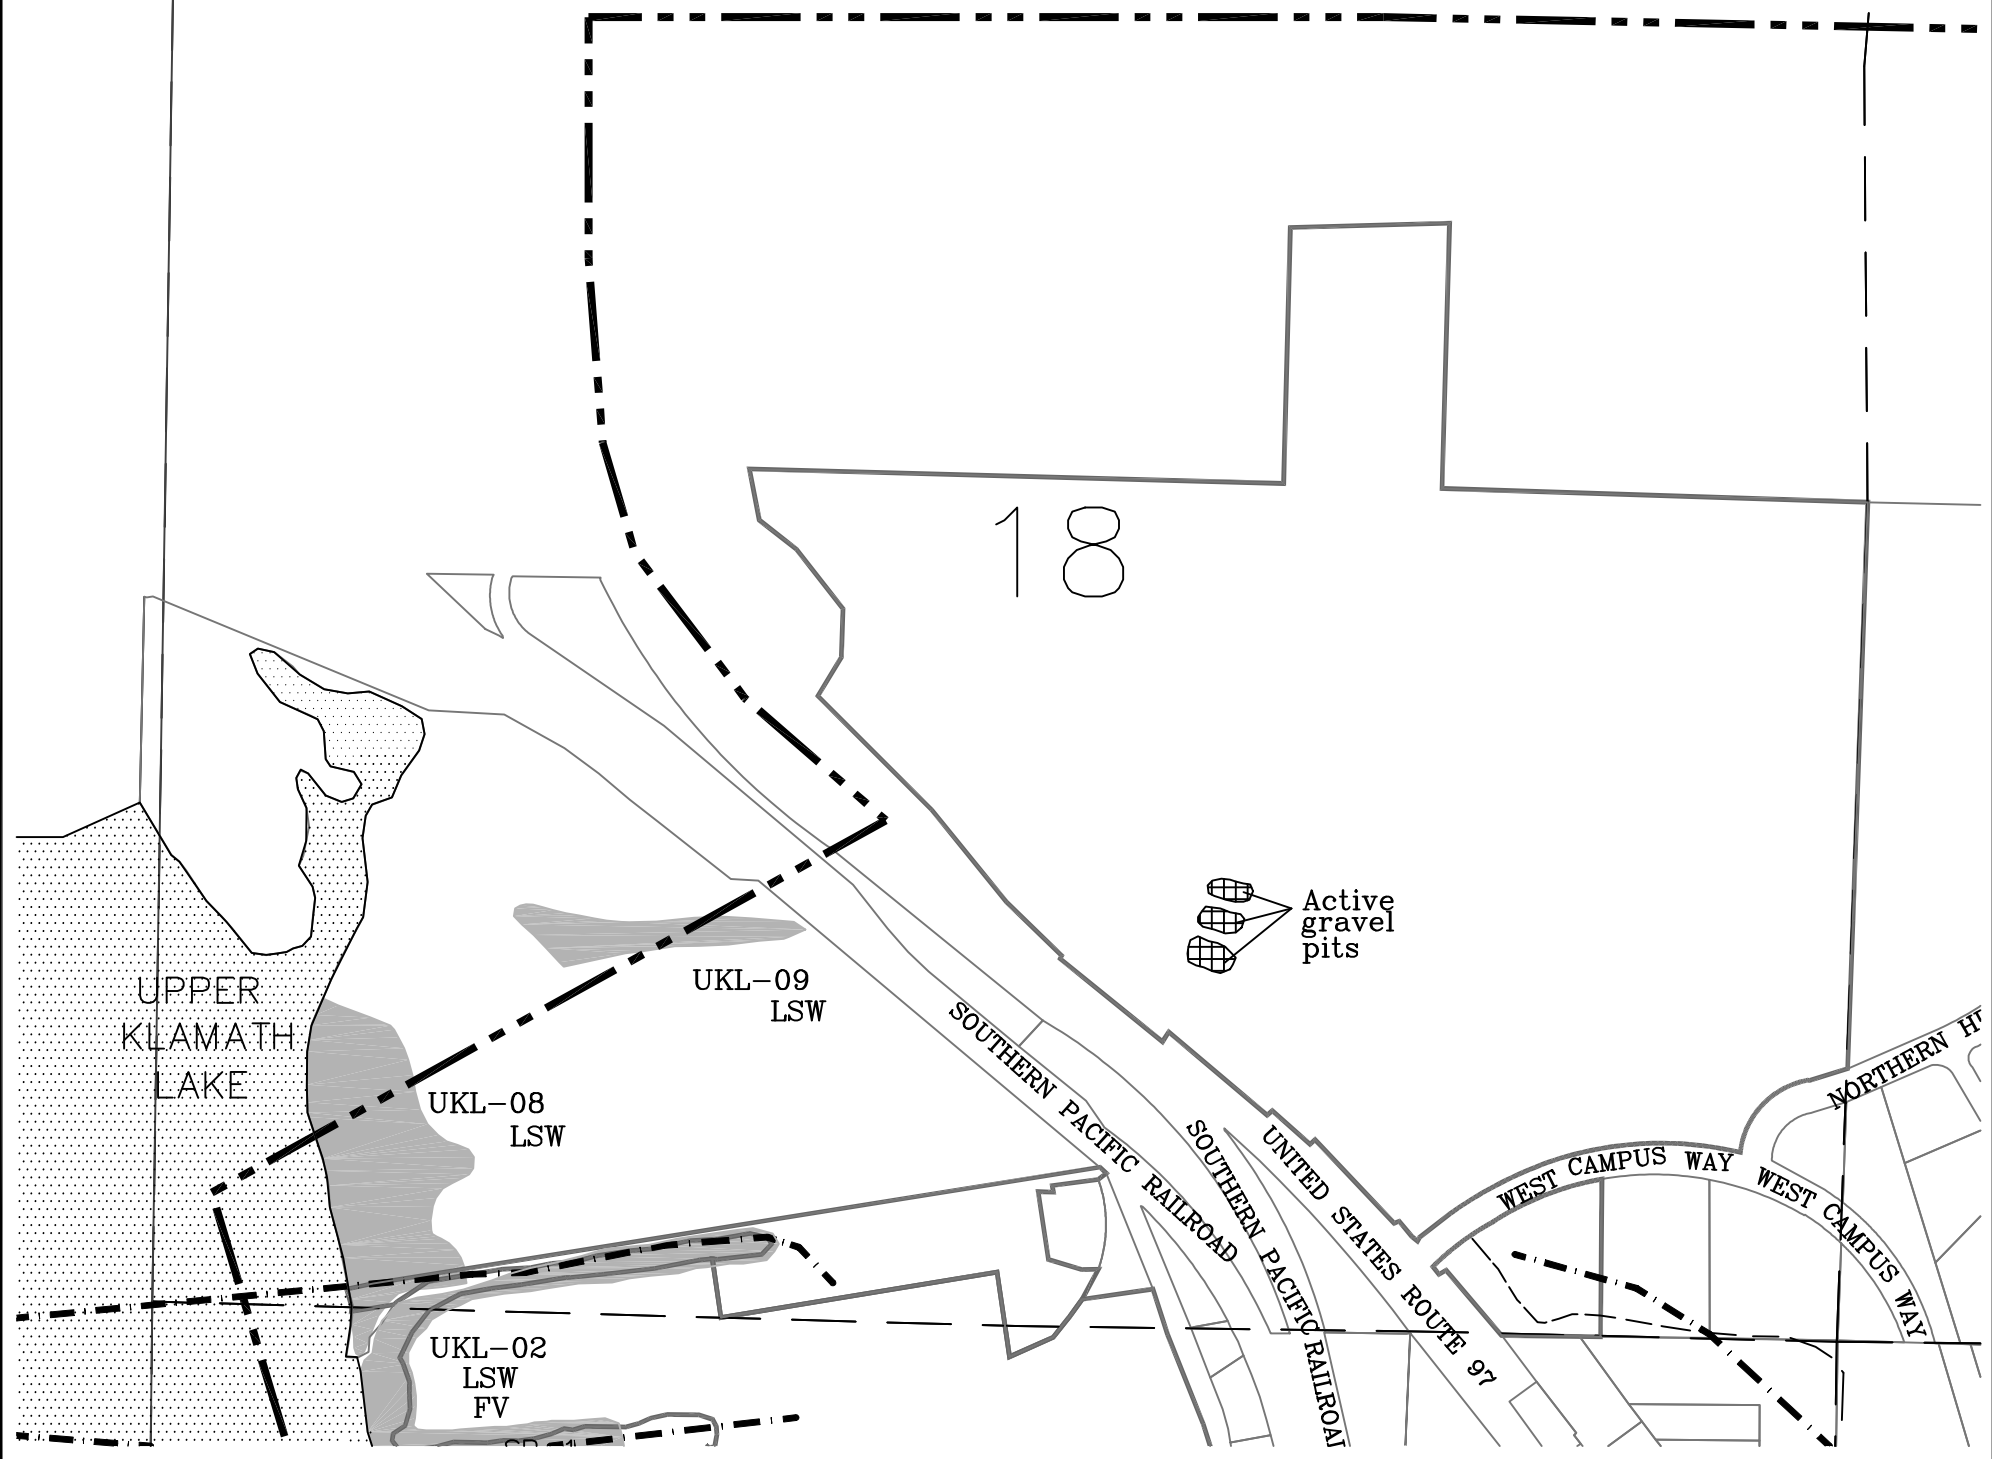 18
Active
gravel
pits
UKL-09
LSW
UPPER
KLAMATH
LAKE
UKL-08
LSW
SOUTHERN PACIFIC RAILROAD
SOUTHERN PACIFIC RAILROAD
UNITED STATES ROUTE 97
WEST CAMPUS WAY
WEST CAMPUS WAY
NORTHERN
UKL-02
LSW
FV